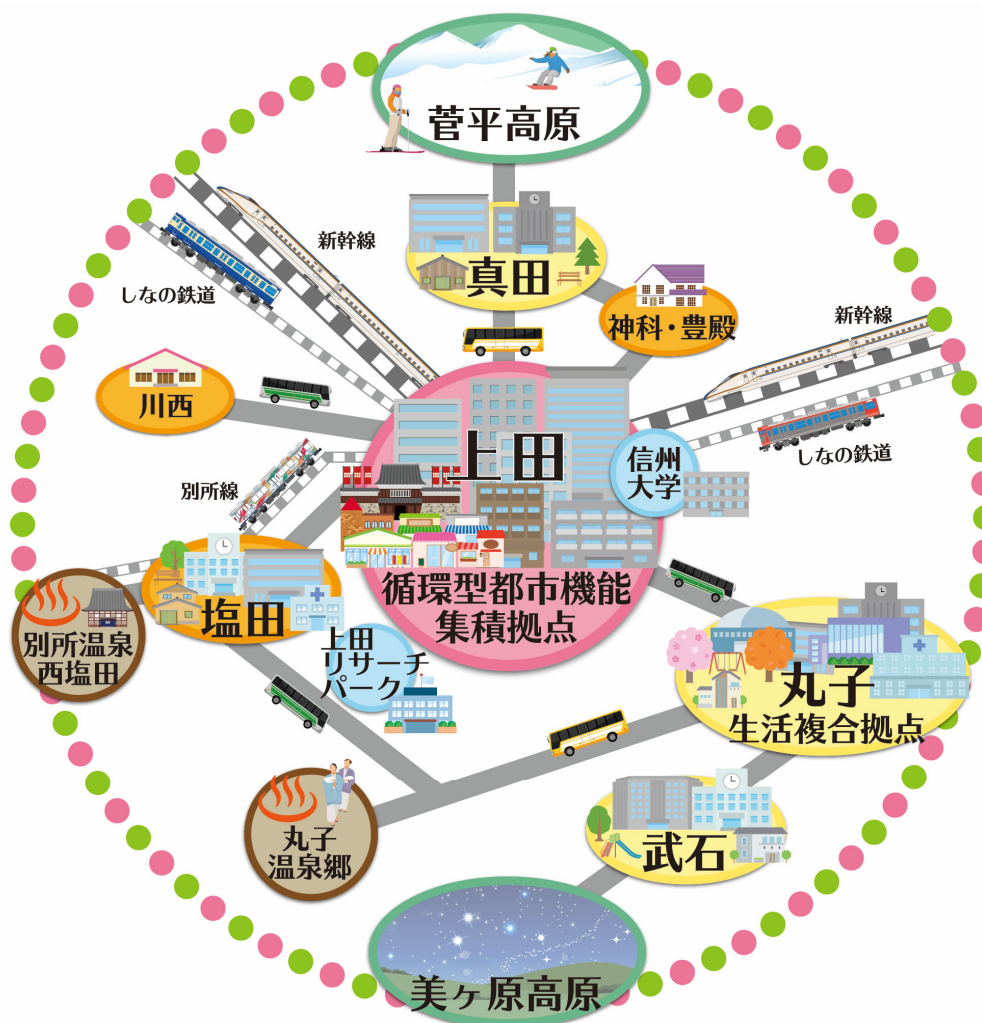 菅平高原
新幹線
しなの鉄道
真田
神科・豊殿
新幹線
しなの鉄道
川西
上田
信州
大学
別所線
循環型都市機能
集積拠点
塩田
別所温泉
西塩田
上田
リサーチ
パーク
丸子
生活複合拠点
丸子
温泉郷
武石
美ヶ原高原